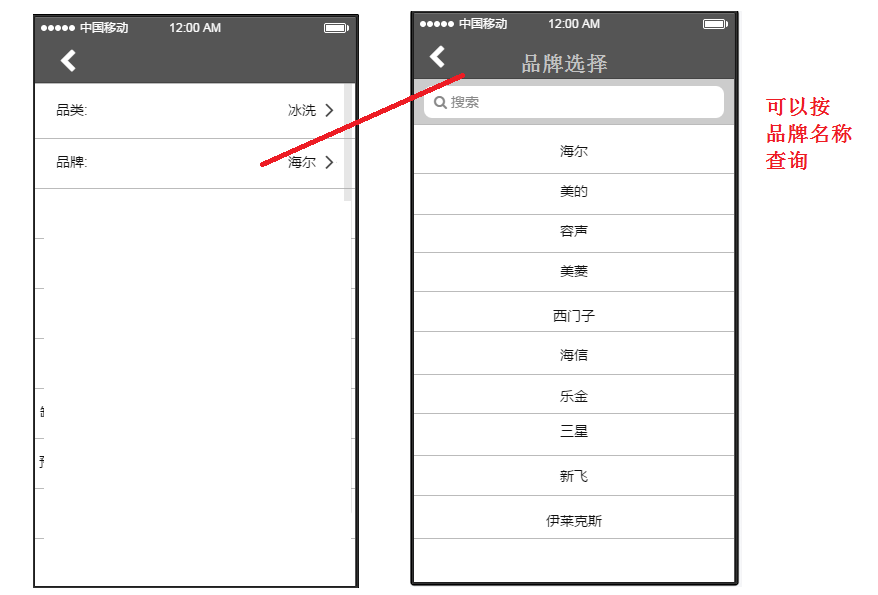 中国移动 12:00 AM
品类: 冰洗
品牌: 海尔
中国移动 12:00 AM
品牌选择
搜索
海尔
美的
容声
美菱
西门子
海信
乐金
三星
新飞
伊莱克斯
可以按
品牌名称
查询